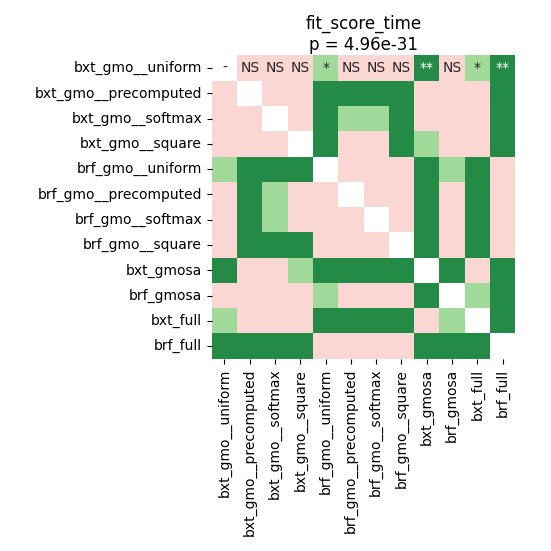 fit_score_time
p = 4.96e-31
bxt_gmo__uniform - NS NS NS * NS NS NS ** NS * **
bxt_gmo__precomputed
bxt_gmo__softmax
bxt_gmo__square
brf_gmo__uniform
brf_gmo__precomputed
brf_gmo__softmax
brf_gmo__square
bxt_gmosa
brf_gmosa
bxt_full
brf_full
bxt_gmo__uniform
bxt_gmo__precomputed
bxt_gmo__softmax
bxt_gmo__square
brf_gmo__uniform
brf_gmo__precomputed
brf_gmo__softmax
brf_gmo__square
bxt_gmosa
brf_gmosa
bxt_full
brf_full